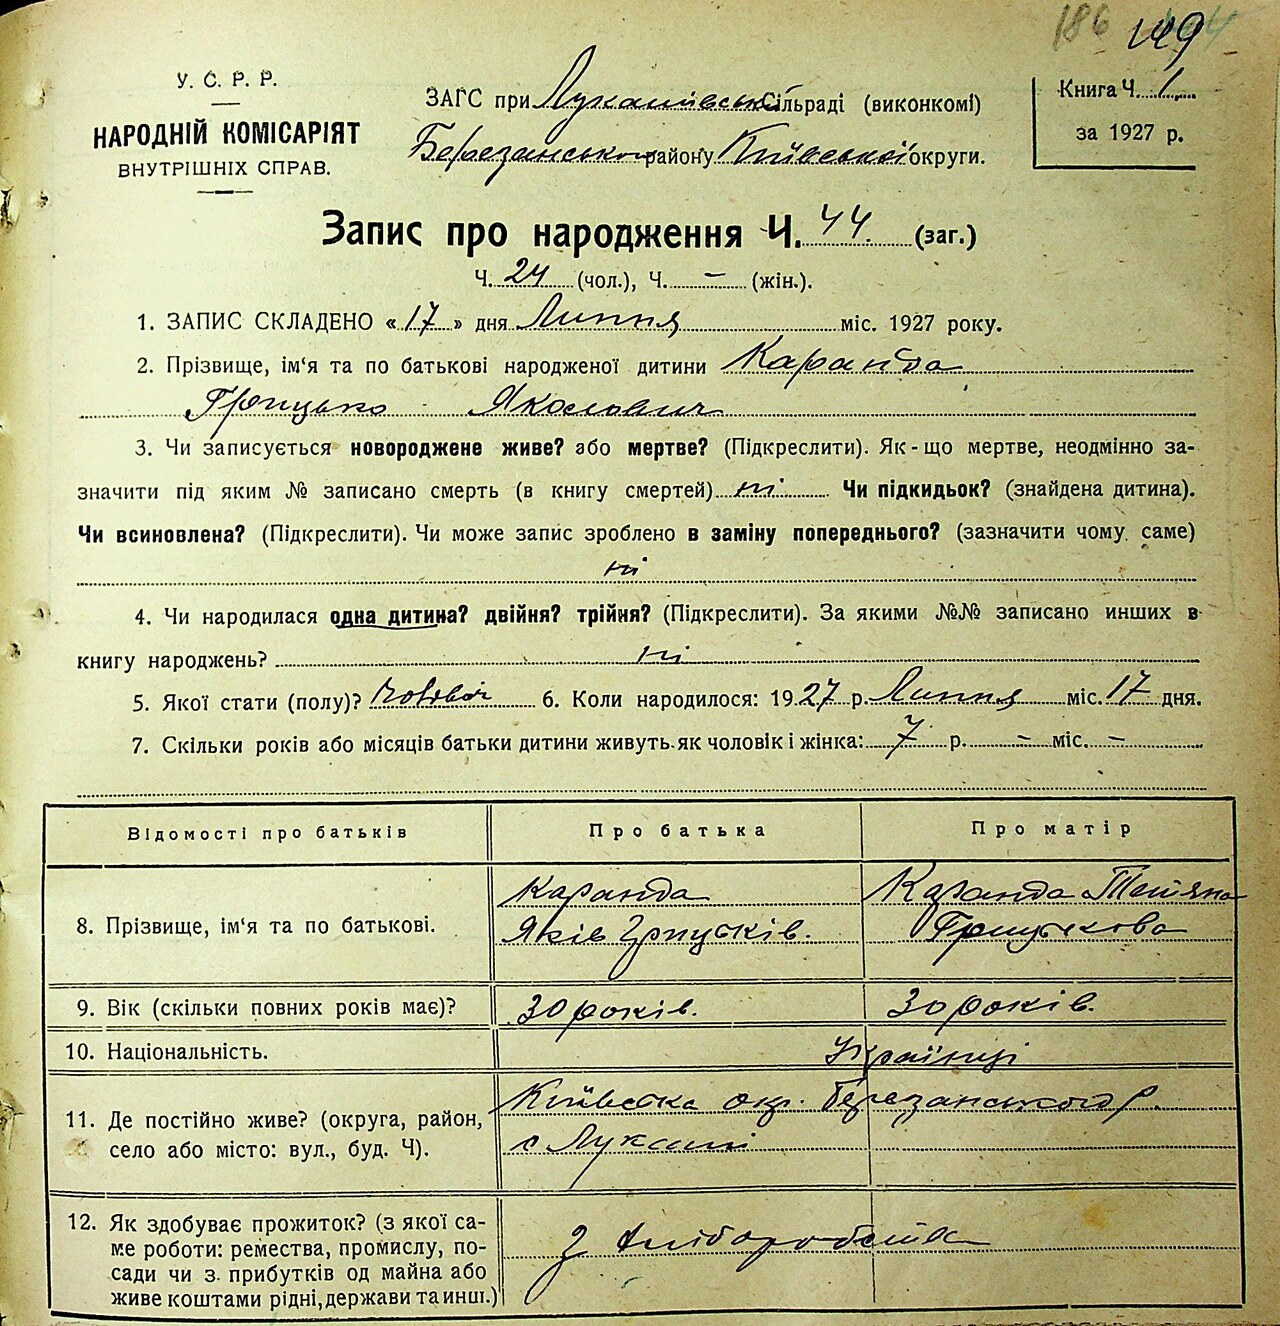 186
149
У. С. Р. Р.
НАРОДНІЙ КОМІСАРІЯТ
ВНУТРІШНІХ СПРАВ.
ЗАГС при Лукашівській Сільраді (виконкомі)
Березанського району Київської округи.
Книга Ч. 1
за 1927 р.
Запис про народження Ч. 44 (заг.)
Ч. 24 (чол.), Ч. – (жін.).
1. ЗАПИС СКЛАДЕНО «17» дня Липня міс. 1927 року.
2. Прізвище, ім'я та по батькові народженої дитини Каранда
Грицько Якович
3. Чи записується новороджене живе? або мертве? (Підкреслити). Як-що мертве, неодмінно за-
значити під яким № записано смерть (в книгу смертей) ні Чи підкидьок? (знайдена дитина).
Чи всиновлена? (Підкреслити). Чи може запис зроблено в заміну попереднього? (зазначити чому саме)
ні
4. Чи народилася одна дитина? двійня? трійня? (Підкреслити). За якими №№ записано инших в
книгу народжень? ні
5. Якої стати (полу)? 6. Коли народилося: 1927 р. Липня міс. 17 дня.
7. Скільки років або місяців батьки дитини живуть як чоловік і жінка: 7 р. – міс. –
Відомості про батьків Про батька Про матір
8. Прізвище, ім'я та по батькові. Каранда Каранда Тетяна
Яків Грицьків. Грицькова
9. Вік (скільки повних років має)? 30 років. 30 років.
10. Національність. Українці
11. Де постійно живе? (округа, район, село або місто: вул., буд. Ч). Київська окр. Березанського р.
с Лукаші
12. Як здобуває прожиток? (з якої са-
ме роботи: ремества, промислу, по-
сади чи з прибутків од майна або
живе коштами рідні, держави та инш.) з хліборобства